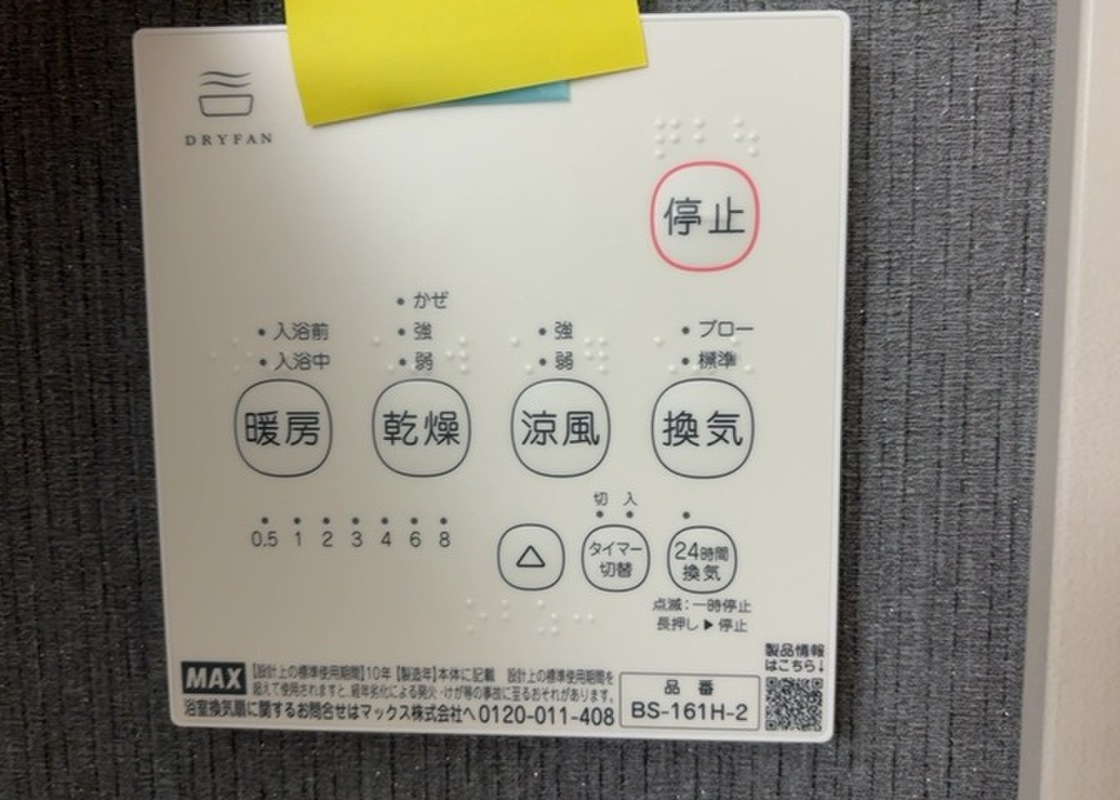 DRYFAN
停止
・かぜ
・入浴前 ・強 ・強 ・ブロー
・入浴中 ・弱 ・弱 ・標準
暖房 乾燥 涼風 換気
切 入
0.5 1 2 3 4 6 8
△ タイマー切替 24時間換気
点滅:一時停止
長押し▶停止
製品情報
はこちら↓
MAX
【設計上の標準使用期間】10年【製造年】本体に記載 設計上の標準使用期間を
超えて使用されますと、経年劣化による発火・けが等の事故に至るおそれがあります。
浴室換気扇に関するお問合せはマックス株式会社へ 0120-011-408
品番
BS-161H-2